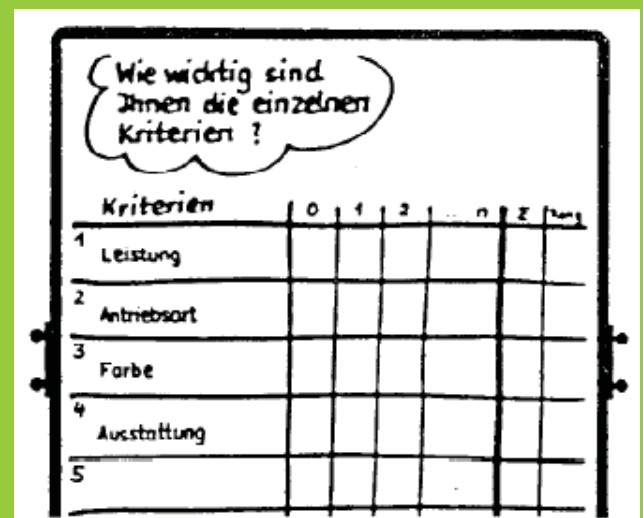 Wie wichtig sind
Ihnen die einzelnen
Kriterien ?
Kriterien 0 1 2 ... n Σ Rang
1 Leistung
2 Antriebsart
3 Farbe
4 Ausstattung
5